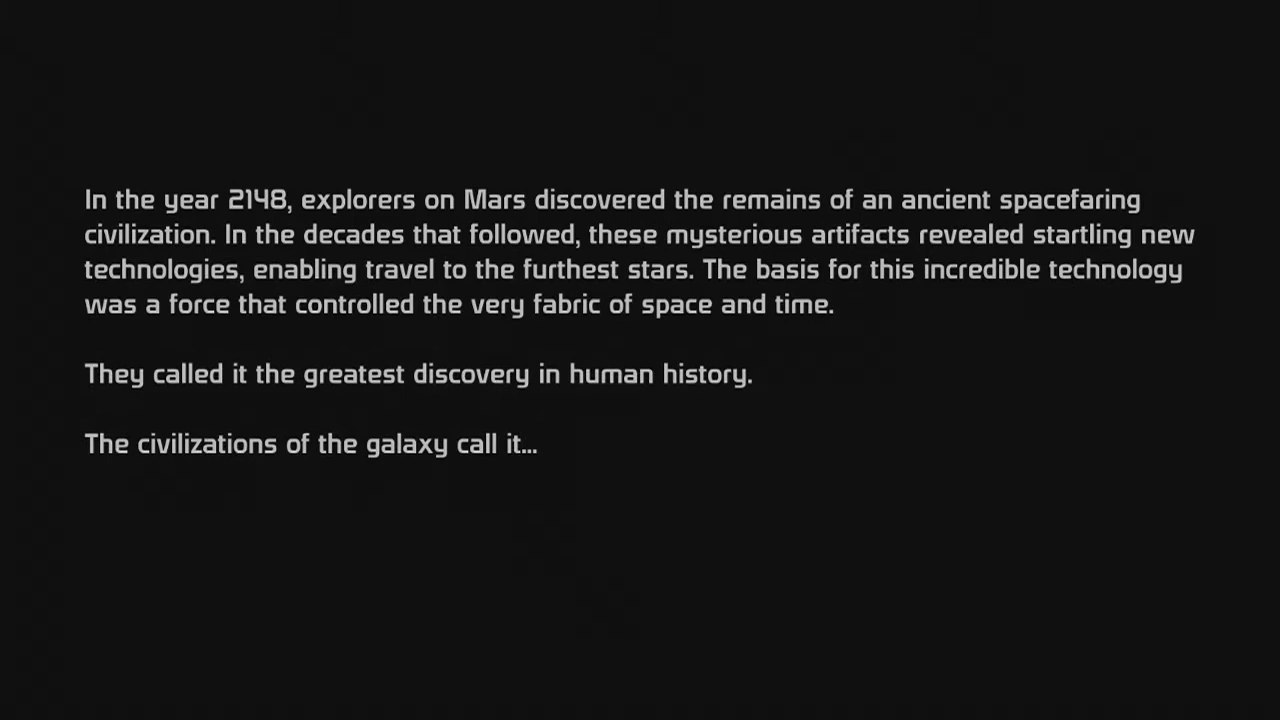 In the year 2148, explorers on Mars discovered the remains of an ancient spacefaring
civilization. In the decades that followed, these mysterious artifacts revealed startling new
technologies, enabling travel to the furthest stars. The basis for this incredible technology
was a force that controlled the very fabric of space and time.
They called it the greatest discovery in human history.
The civilizations of the galaxy call it...